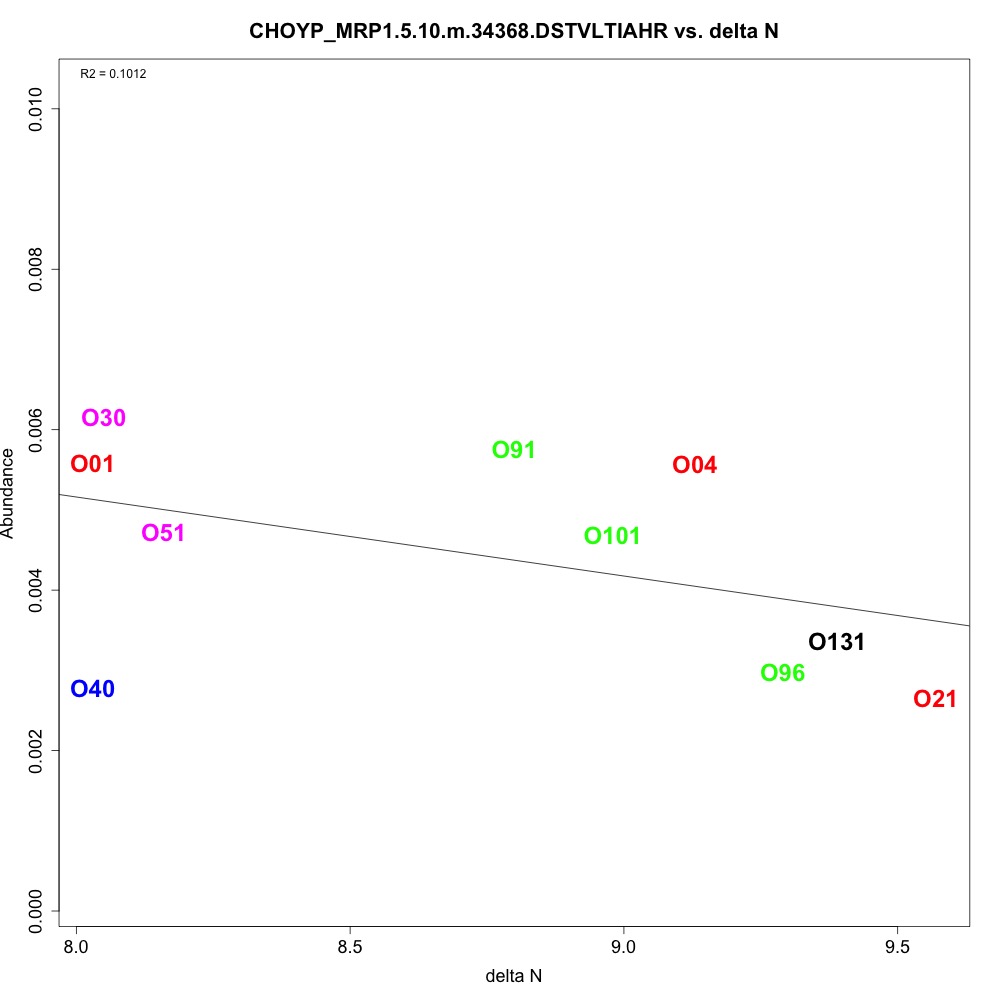 CHOYP_MRP1.5.10.m.34368.DSTVLTIAHR vs. delta N
R2 = 0.1012
0.010
0.008
0.006
0.004
0.002
0.000
Abundance
O30
O01
O51
O40
O91
O04
O101
O131
O96
O21
8.0 8.5 9.0 9.5
delta N